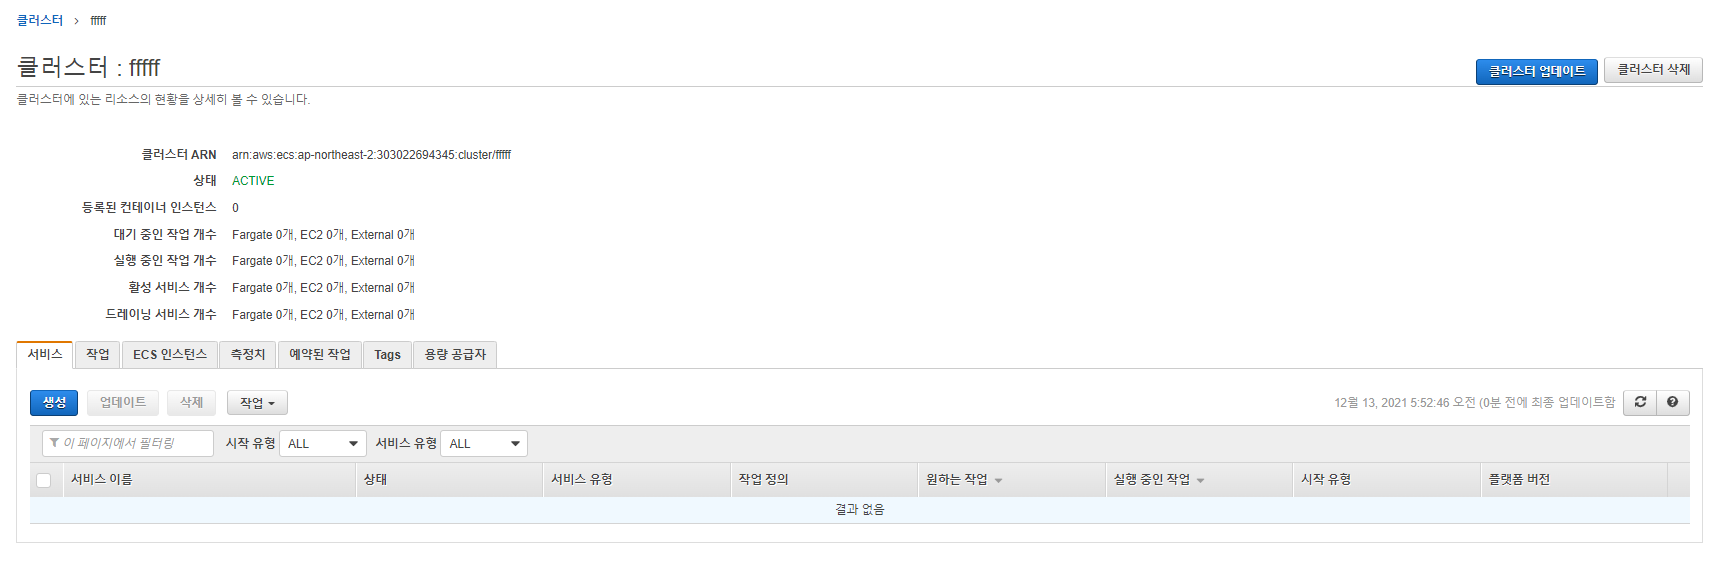 클러스터 > fffff
클러스터 : fffff
클러스터 업데이트 클러스터 삭제
클러스터에 있는 리소스의 현황을 상세히 볼 수 있습니다.
클러스터 ARN arn:aws:ecs:ap-northeast-2:303022694345:cluster/fffff
상태 ACTIVE
등록된 컨테이너 인스턴스 0
대기 중인 작업 개수 Fargate 0개, EC2 0개, External 0개
실행 중인 작업 개수 Fargate 0개, EC2 0개, External 0개
활성 서비스 개수 Fargate 0개, EC2 0개, External 0개
드레이닝 서비스 개수 Fargate 0개, EC2 0개, External 0개
서비스 작업 ECS 인스턴스 측정치 예약된 작업 Tags 용량 공급자
생성 업데이트 삭제 작업 12월 13, 2021 5:52:46 오전 (0분 전에 최종 업데이트함
이 페이지에서 필터링 시작 유형 ALL 서비스 유형 ALL
서비스 이름 상태 서비스 유형 작업 정의 원하는 작업 실행 중인 작업 시작 유형 플랫폼 버전
결과 없음